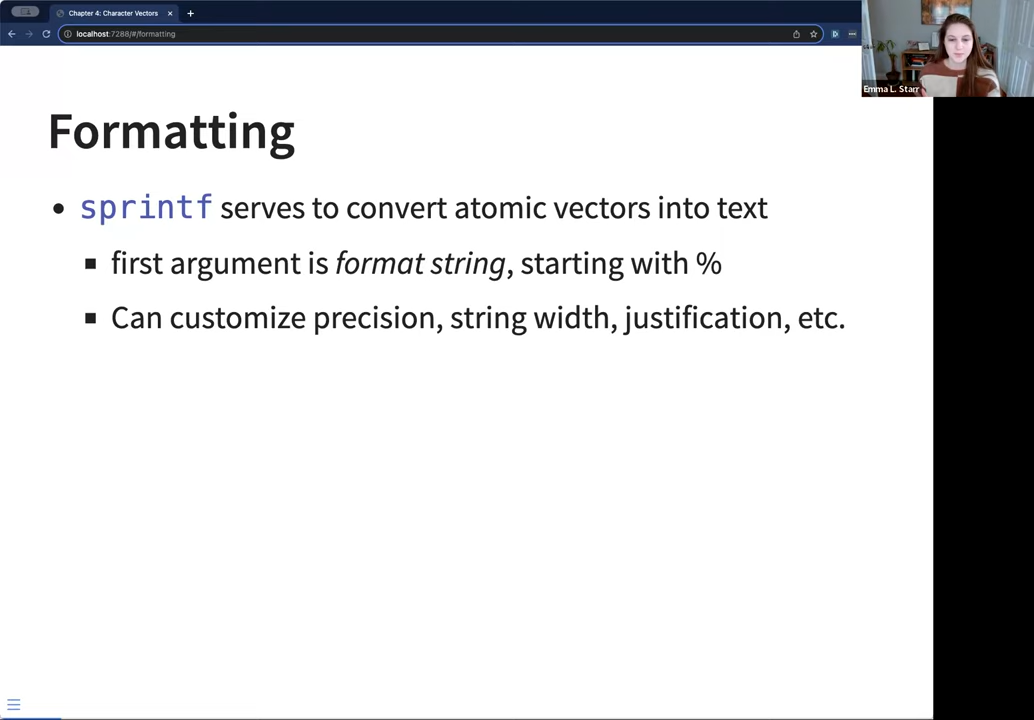 Chapter 4: Character Vectors
localhost:7288/#/formatting
Emma L. Starr
Formatting
sprintf serves to convert atomic vectors into text
first argument is format string, starting with %
Can customize precision, string width, justification, etc.